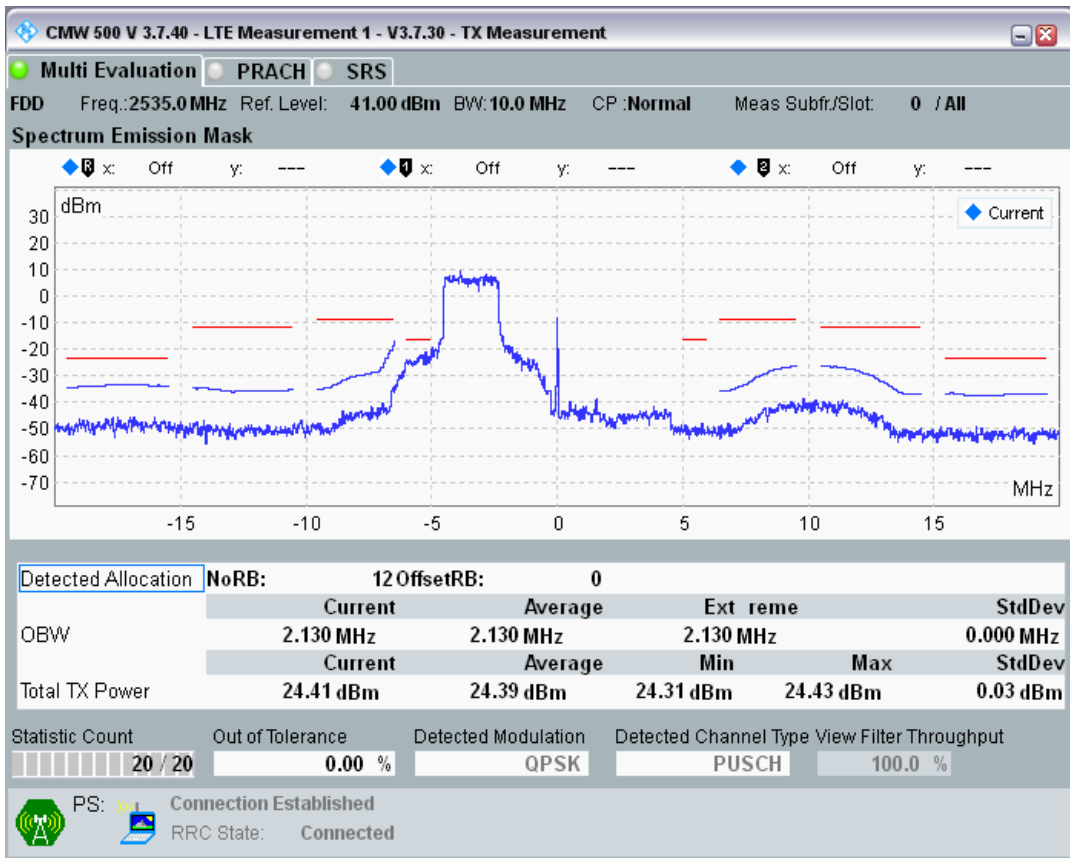 CMW 500 V 3.7.40 - LTE Measurement 1 - V3.7.30 - TX Measurement
Multi Evaluation PRACH SRS
FDD Freg.:2535.0 MHz Ref. Level: 41.00 dBm BW:10.0 MHz CP :Normal Meas Subfr./Slot: 0 / All
Spectrum Emission Mask
R x: Off y: --- 1 x: Off y: --- 2 x: Off y: ---
dBm
Current
30
20
10
0
-10
-20
-30
-40
-50
-60
-70
MHz
-15 -10 -5 0 5 10 15
Detected Allocation NoRB: 12 OffsetRB: 0
Current Average Ext reme StdDev
OBW 2.130 MHz 2.130 MHz 2.130 MHz 0.000 MHz
Current Average Min Max StdDev
Total TX Power 24.41 dBm 24.39 dBm 24.31 dBm 24.43 dBm 0.03 dBm
Statistic Count Out of Tolerance Detected Modulation Detected Channel Type View Filter Throughput
20 / 20 0.00 % QPSK PUSCH 100.0 %
PS: Connection Established
RRC State: Connected